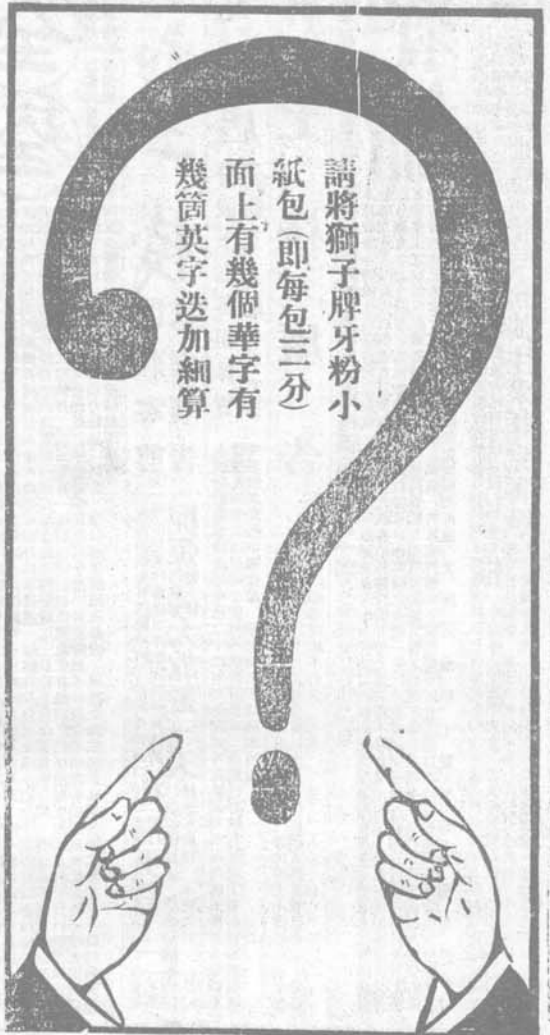 請將獅子牌牙粉小
紙包（即每包三分）
面上有幾個華字有
幾箇英字迭加細算